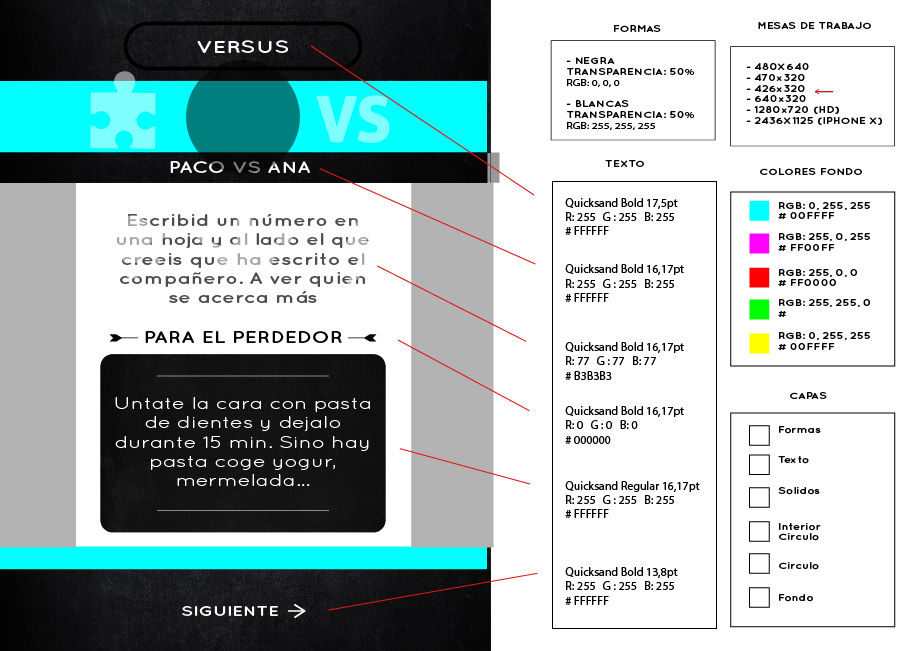 VERSUS
VS
PACO VS ANA
Escribid un número en
una hoja y al lado el que
creeis que ha escrito el
compañero. A ver quien
se acerca más
PARA EL PERDEDOR
Untate la cara con pasta
de dientes y dejalo
durante 15 min. Sino hay
pasta coge yogur,
mermelada...
SIGUIENTE
FORMAS
- NEGRA
TRANSPARENCIA: 50%
RGB: 0, 0, 0
- BLANCAS
TRANSPARENCIA: 50%
RGB: 255, 255, 255
TEXTO
Quicksand Bold 17,5pt
R: 255 G : 255 B: 255
# FFFFFF
Quicksand Bold 16,17pt
R: 255 G : 255 B: 255
# FFFFFF
Quicksand Bold 16,17pt
R: 77 G : 77 B: 77
# B3B3B3
Quicksand Bold 16,17pt
R: 0 G : 0 B: 0
# 000000
Quicksand Regular 16,17pt
R: 255 G : 255 B: 255
# FFFFFF
Quicksand Bold 13,8pt
R: 255 G : 255 B: 255
# FFFFFF
MESAS DE TRABAJO
- 480X640
- 470x320
- 426x320
- 640x320
- 1280x720 (HD)
- 2436X1125 (IPHONE X)
COLORES FONDO
RGB: 0, 255, 255
# 00FFFF
RGB: 255, 0, 255
# FF00FF
RGB: 255, 0, 0
# FF0000
RGB: 255, 255, 0
#
RGB: 0, 255, 255
# 00FFFF
CAPAS
Formas
Texto
Solidos
Interior
Circulo
Circulo
Fondo